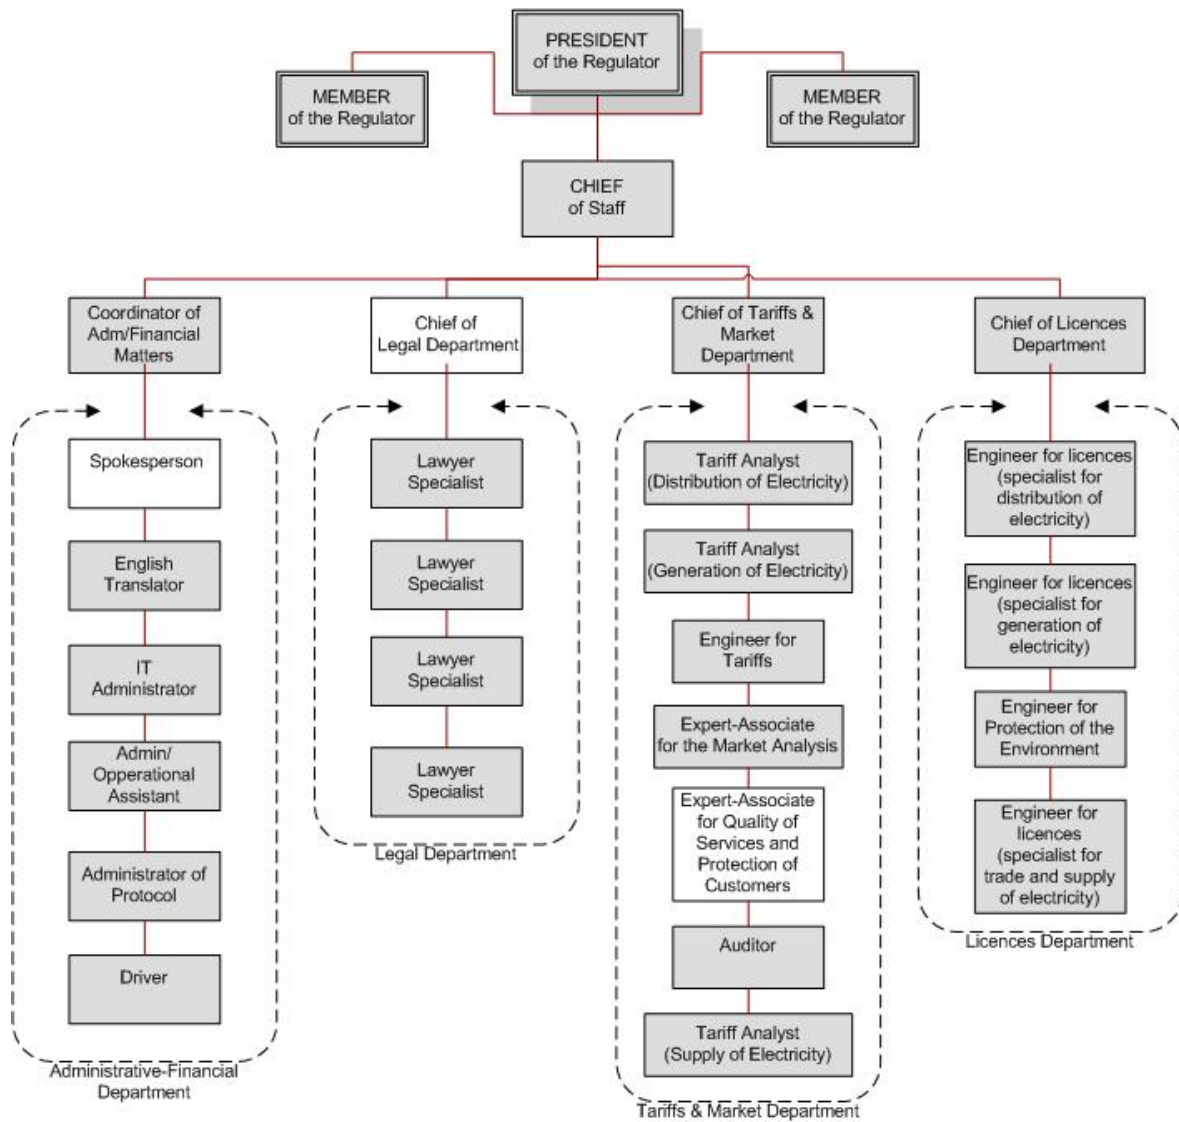 PRESIDENT
of the Regulator
MEMBER
of the Regulator
MEMBER
of the Regulator
CHIEF
of Staff
Coordinator of
Adm/Financial
Matters
Chief of
Legal Department
Chief of Tariffs &
Market
Department
Chief of Licences
Department
Spokesperson
English
Translator
IT
Administrator
Admin/
Opperational
Assistant
Administrator of
Protocol
Driver
Administrative-Financial
Department
Lawyer
Specialist
Lawyer
Specialist
Lawyer
Specialist
Lawyer
Specialist
Legal Department
Tariff Analyst
(Distribution of Electricity)
Tariff Analyst
(Generation of Electricity)
Engineer for
Tariffs
Expert-Associate
for the Market Analysis
Expert-Associate
for Quality of
Services and
Protection of
Customers
Auditor
Tariff Analyst
(Supply of Electricity)
Tariffs & Market Department
Engineer for licences
(specialist for
distribution of
electricity)
Engineer for licences
(specialist for
generation of
electricity)
Engineer for
Protection of the
Environment
Engineer for
licences
(specialist for
trade and supply
of electricity)
Licences Department